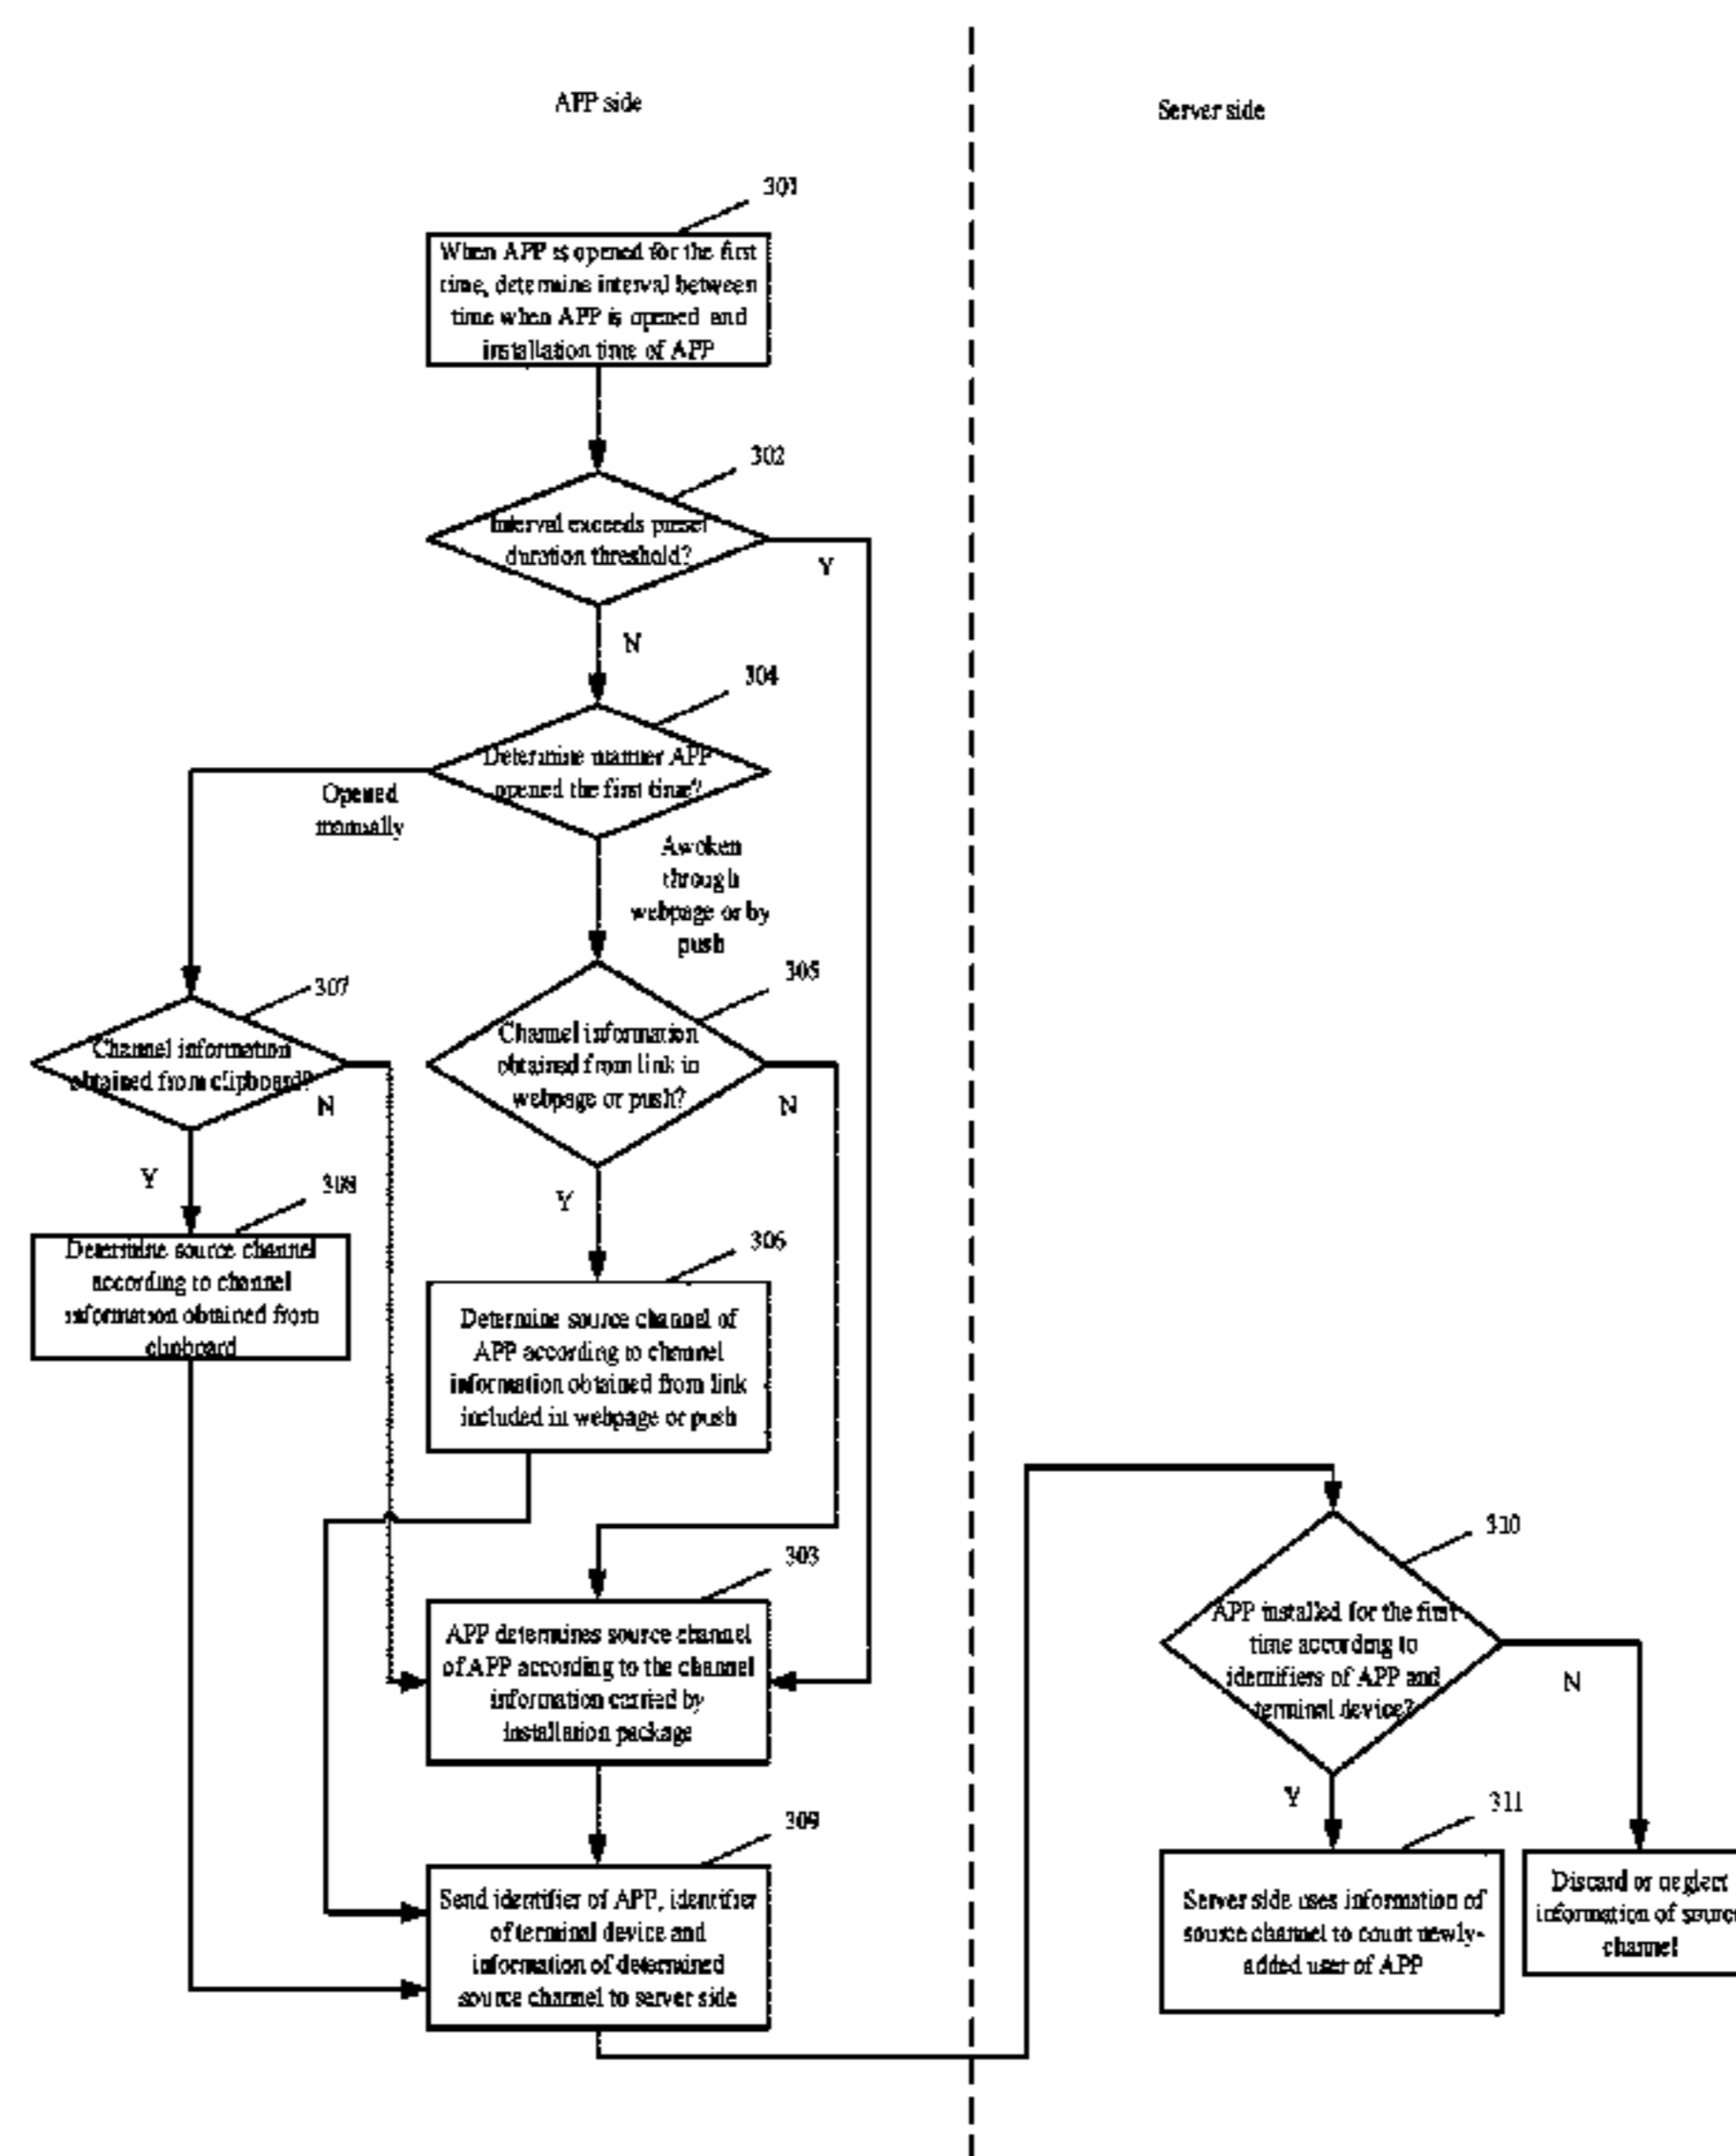 APP side
Server side
301
When APP is opened for the first
time, determine interval between
time when APP is opened and
installation time of APP
302
Interval exceeds preset
duration threshold?
Y
N
304
Determine manner APP
opened the first time?
Opened
manually
Awoken
through
webpage or by
push
307
Channel information
obtained from clipboard?
N
Y
305
Channel information
obtained from link in
webpage or push?
N
Y
308
Determine source channel
according to channel
information obtained from
clipboard
306
Determine source channel of
APP according to channel
information obtained from link
included in webpage or push
303
APP determines source channel
of APP according to the channel
information carried by
installation package
309
Send identifier of APP, identifier
of terminal device and
information of determined
source channel to server side
310
APP installed for the first
time according to
identifiers of APP and
terminal device?
N
Y
311
Server side uses information of
source channel to count newly-
added user of APP
Discard or neglect
information of source
channel